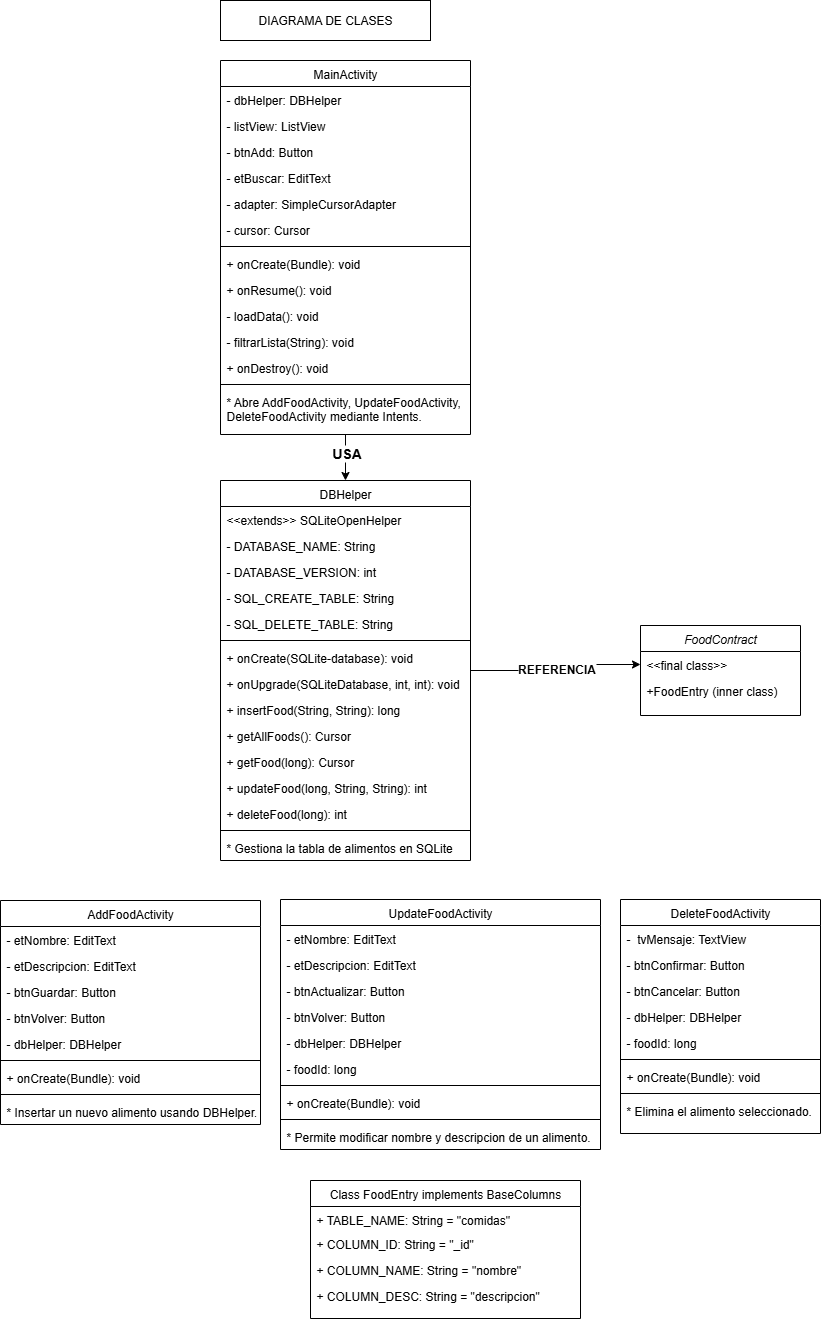 DIAGRAMA DE CLASES
MainActivity
- dbHelper: DBHelper
- listView: ListView
- btnAdd: Button
- etBuscar: EditText
- adapter: SimpleCursorAdapter
- cursor: Cursor
+ onCreate(Bundle): void
+ onResume(): void
- loadData(): void
- filtrarLista(String): void
+ onDestroy(): void
* Abre AddFoodActivity, UpdateFoodActivity,
DeleteFoodActivity mediante Intents.
USA
DBHelper
<<extends>> SQLiteOpenHelper
- DATABASE_NAME: String
- DATABASE_VERSION: int
- SQL_CREATE_TABLE: String
- SQL_DELETE_TABLE: String
+ onCreate(SQLite-database): void
+ onUpgrade(SQLiteDatabase, int, int): void
+ insertFood(String, String): long
+ getAllFoods(): Cursor
+ getFood(long): Cursor
+ updateFood(long, String, String): int
+ deleteFood(long): int
* Gestiona la tabla de alimentos en SQLite
REFERENCIA
FoodContract
<<final class>>
+FoodEntry (inner class)
AddFoodActivity
- etNombre: EditText
- etDescripcion: EditText
- btnGuardar: Button
- btnVolver: Button
- dbHelper: DBHelper
+ onCreate(Bundle): void
* Insertar un nuevo alimento usando DBHelper.
UpdateFoodActivity
- etNombre: EditText
- etDescripcion: EditText
- btnActualizar: Button
- btnVolver: Button
- dbHelper: DBHelper
- foodId: long
+ onCreate(Bundle): void
* Permite modificar nombre y descripcion de un alimento.
DeleteFoodActivity
- tvMensaje: TextView
- btnConfirmar: Button
- btnCancelar: Button
- dbHelper: DBHelper
- foodId: long
+ onCreate(Bundle): void
* Elimina el alimento seleccionado.
Class FoodEntry implements BaseColumns
+ TABLE_NAME: String = "comidas"
+ COLUMN_ID: String = "_id"
+ COLUMN_NAME: String = "nombre"
+ COLUMN_DESC: String = "descripcion"